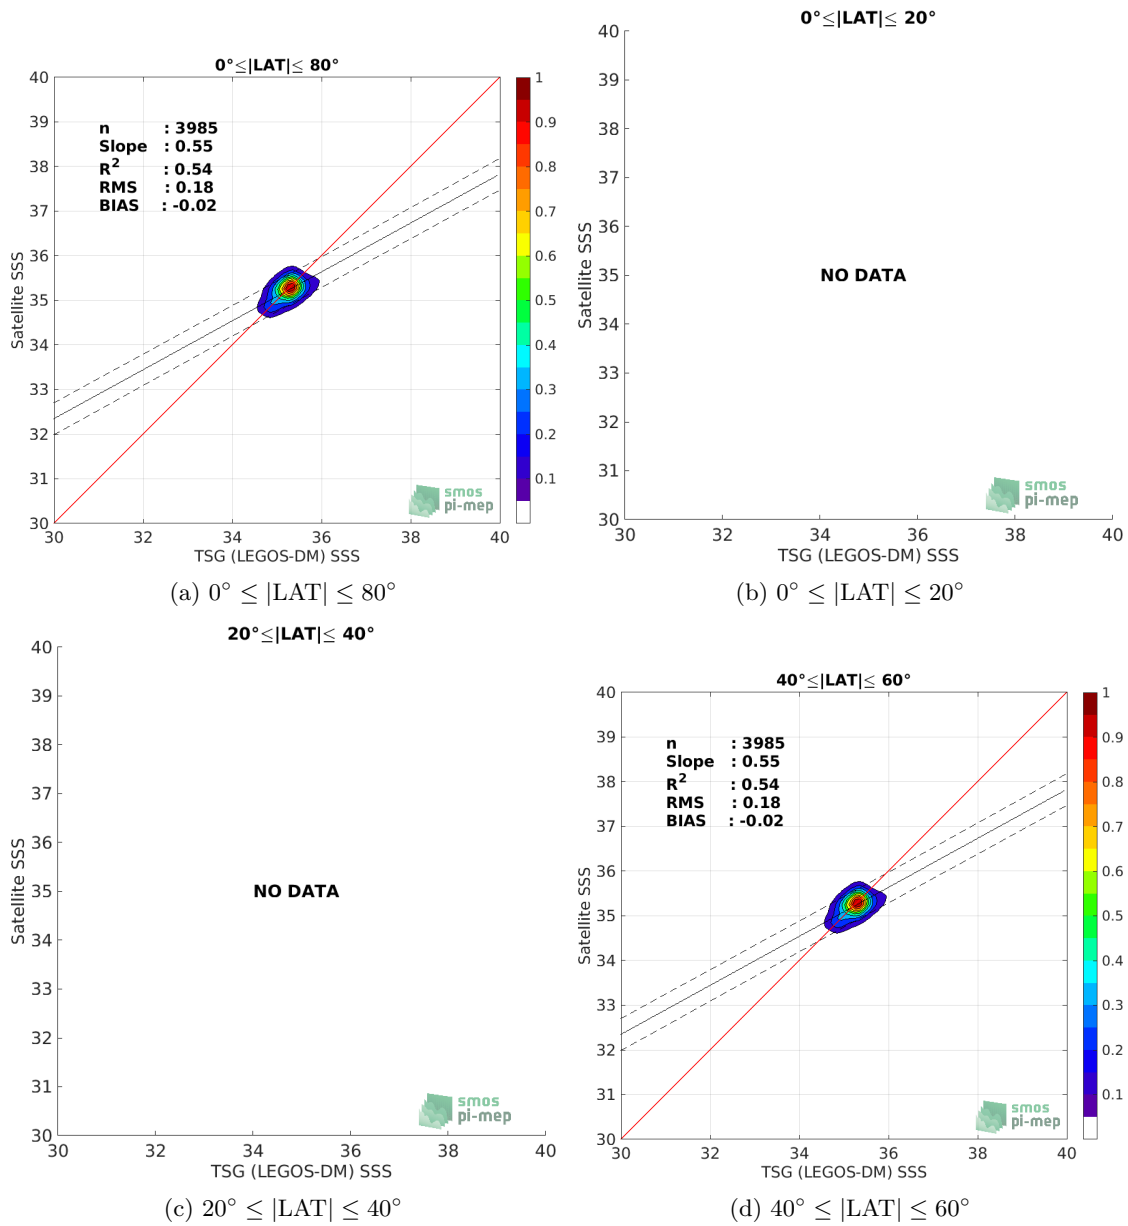 0°≤|LAT|≤ 80°
40
39
38
37
36
35
34
33
32
31
30
Satellite SSS
n : 3985
Slope : 0.55
R2 : 0.54
RMS : 0.18
BIAS : -0.02
smos
pi-mep
30 32 34 36 38 40
TSG (LEGOS-DM) SSS
1
0.9
0.8
0.7
0.6
0.5
0.4
0.3
0.2
0.1
(a) 0° ≤ |LAT| ≤ 80°
0°≤|LAT|≤ 20°
40
39
38
37
36
35
34
33
32
31
30
Satellite SSS
NO DATA
smos
pi-mep
30 32 34 36 38 40
TSG (LEGOS-DM) SSS
(b) 0° ≤ |LAT| ≤ 20°
20°≤|LAT|≤ 40°
40
39
38
37
36
35
34
33
32
31
30
Satellite SSS
NO DATA
smos
pi-mep
30 32 34 36 38 40
TSG (LEGOS-DM) SSS
(c) 20° ≤ |LAT| ≤ 40°
40°≤|LAT|≤ 60°
40
39
38
37
36
35
34
33
32
31
30
Satellite SSS
n : 3985
Slope : 0.55
R2 : 0.54
RMS : 0.18
BIAS : -0.02
smos
pi-mep
30 32 34 36 38 40
TSG (LEGOS-DM) SSS
1
0.9
0.8
0.7
0.6
0.5
0.4
0.3
0.2
0.1
(d) 40° ≤ |LAT| ≤ 60°